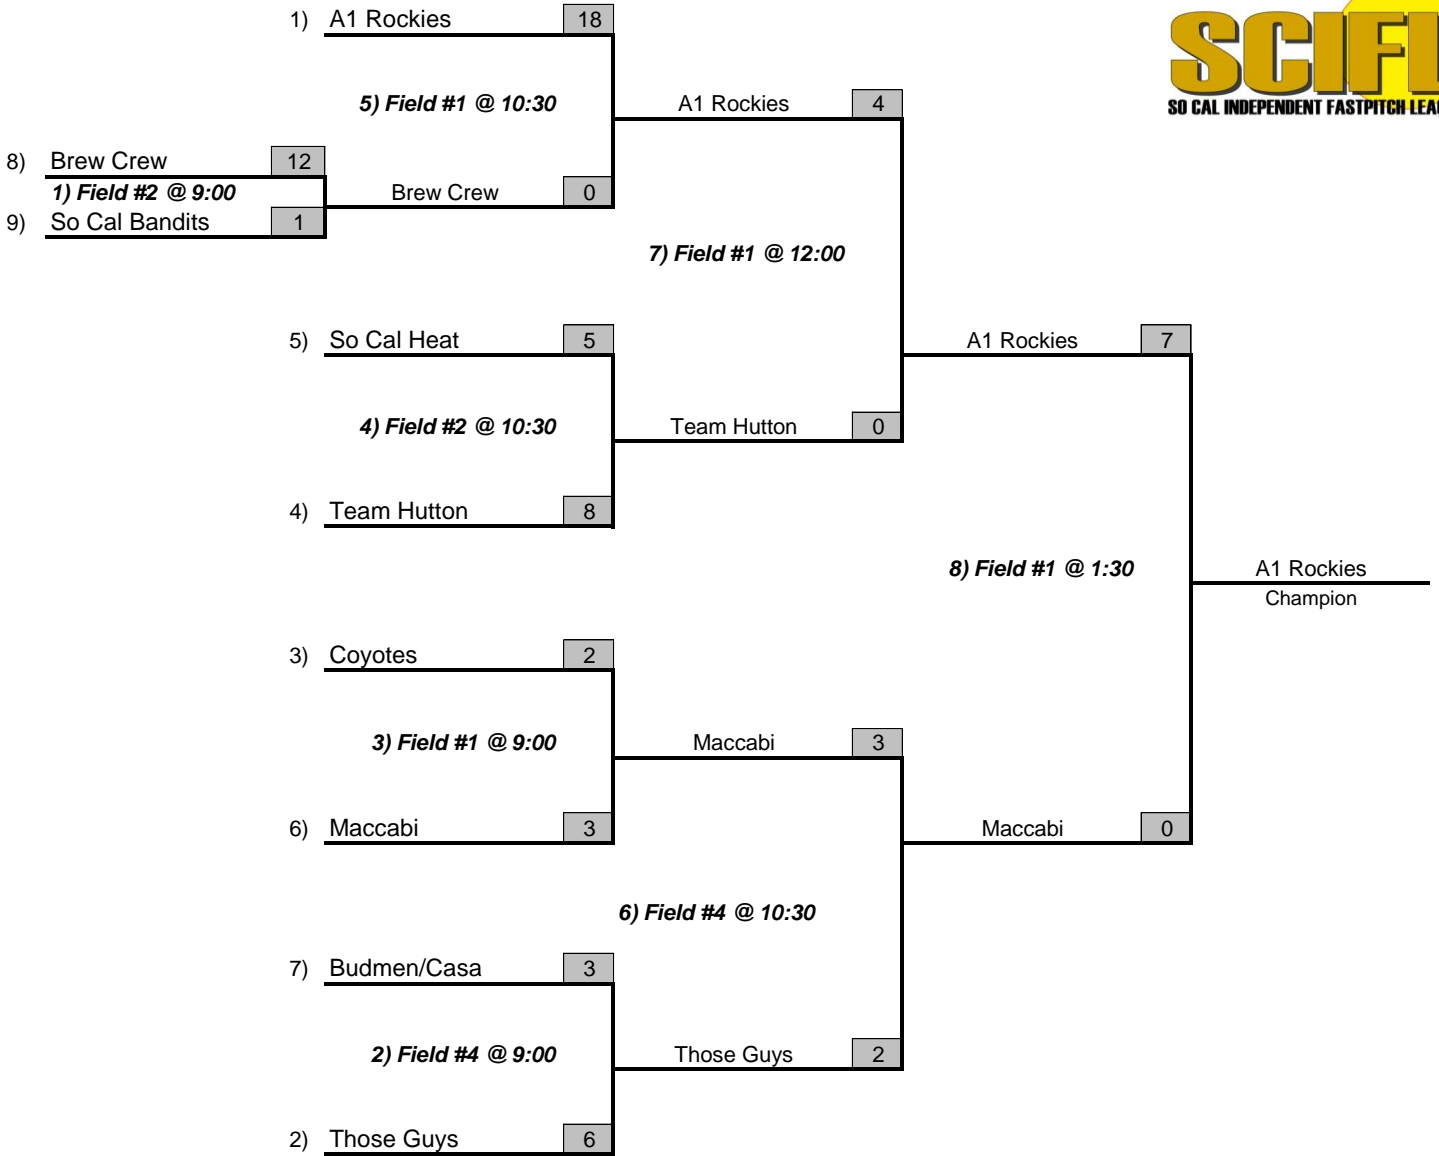 1) A1 Rockies 18
SCIFL
SO CAL INDEPENDENT FASTPITCH
5) Field #1 @ 10:30
A1 Rockies 4
8) Brew Crew 12
1) Field #2 @ 9:00
Brew Crew 0
9) So Cal Bandits 1
7) Field #1 @ 12:00
5) So Cal Heat 5
A1 Rockies 7
4) Field #2 @ 10:30
Team Hutton 0
4) Team Hutton 8
8) Field #1 @ 1:30
A1 Rockies
Champion
3) Coyotes 2
3) Field #1 @ 9:00
Maccabi 3
6) Maccabi 3
Maccabi 0
6) Field #4 @ 10:30
7) Budmen/Casa 3
2) Field #4 @ 9:00
Those Guys 2
2) Those Guys 6